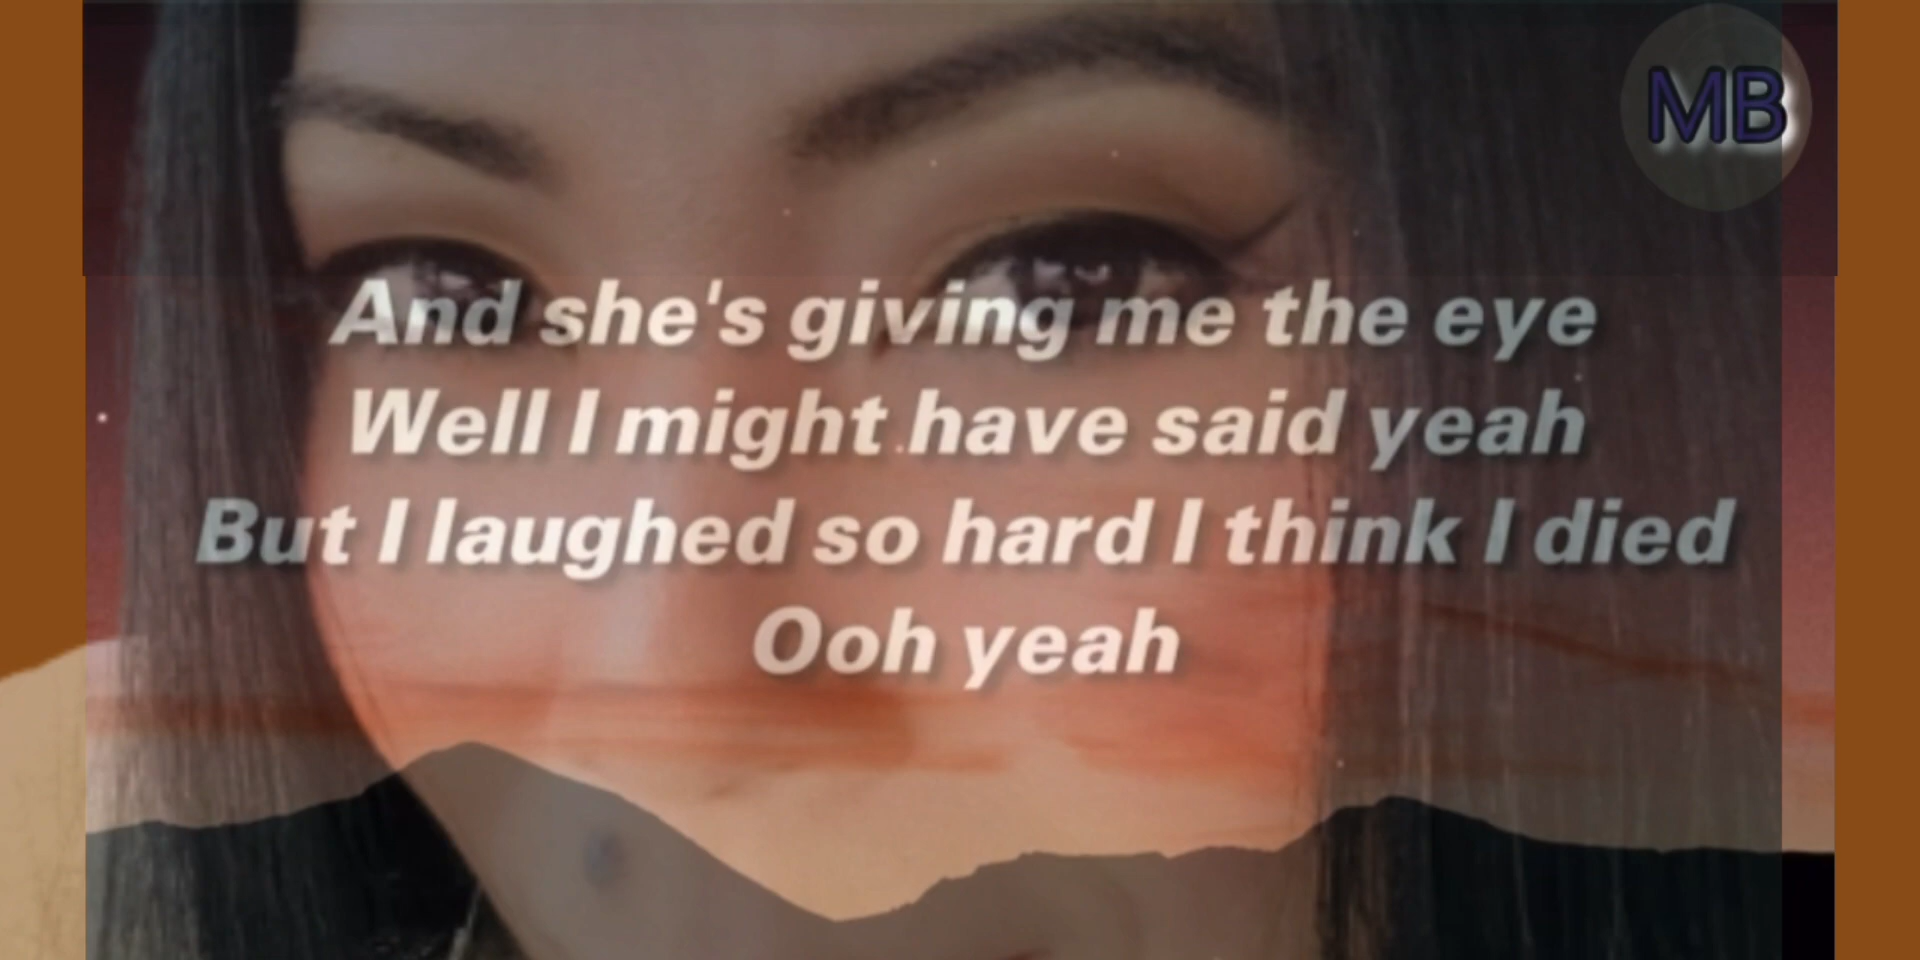 MB
And she's giving me the eye
Well I might have said yeah
But I laughed so hard I think I died
Ooh yeah